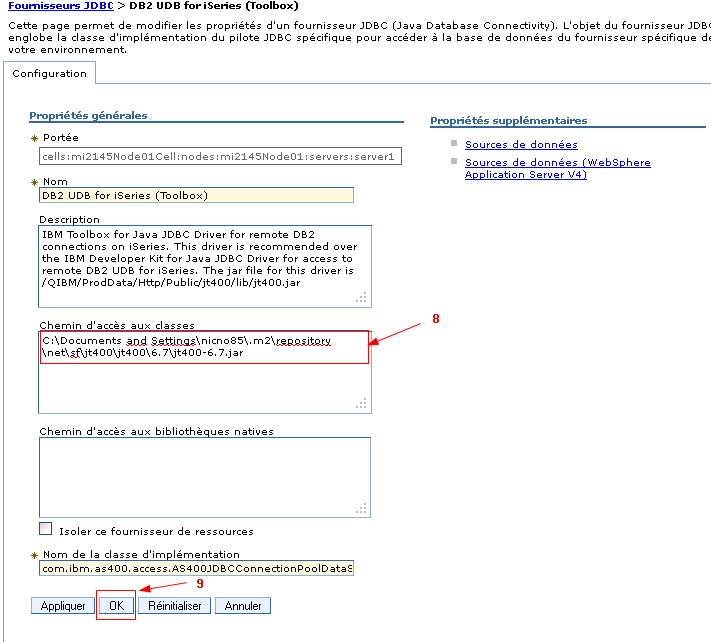 Fournisseurs JDBC > DB2 UDB for iSeries (Toolbox)
Cette page permet de modifier les propriétés d'un fournisseur JDBC (Java Database Connectivity). L'objet du fournisseur JDBC
englobe la classe d'implémentation du pilote JDBC spécifique pour accéder à la base de données du fournisseur spécifique de
votre environnement.
Configuration
Propriétés générales
Portée
cells:mi2145Node01Cell:nodes:mi2145Node01:servers:server1
Nom
DB2 UDB for iSeries (Toolbox)
Description
IBM Toolbox for Java JDBC Driver for remote DB2
connections on iSeries. This driver is recommended over
the IBM Developer Kit for Java JDBC Driver for access to
remote DB2 UDB for iSeries. The jar file for this driver is
/QIBM/ProdData/Http/Public/jt400/lib/jt400.jar
Chemin d'accès aux classes
C:\Documents and Settings\nicno85\.m2\repository
\net\sf\jt400\jt400\6.7\jt400-6.7.jar
8
Chemin d'accès aux bibliothèques natives
Isoler ce fournisseur de ressources
Nom de la classe d'implémentation
com.ibm.as400.access.AS400JDBCConnectionPoolDataS
9
Appliquer OK Réinitialiser Annuler
Propriétés supplémentaires
Sources de données
Sources de données (WebSphere
Application Server V4)